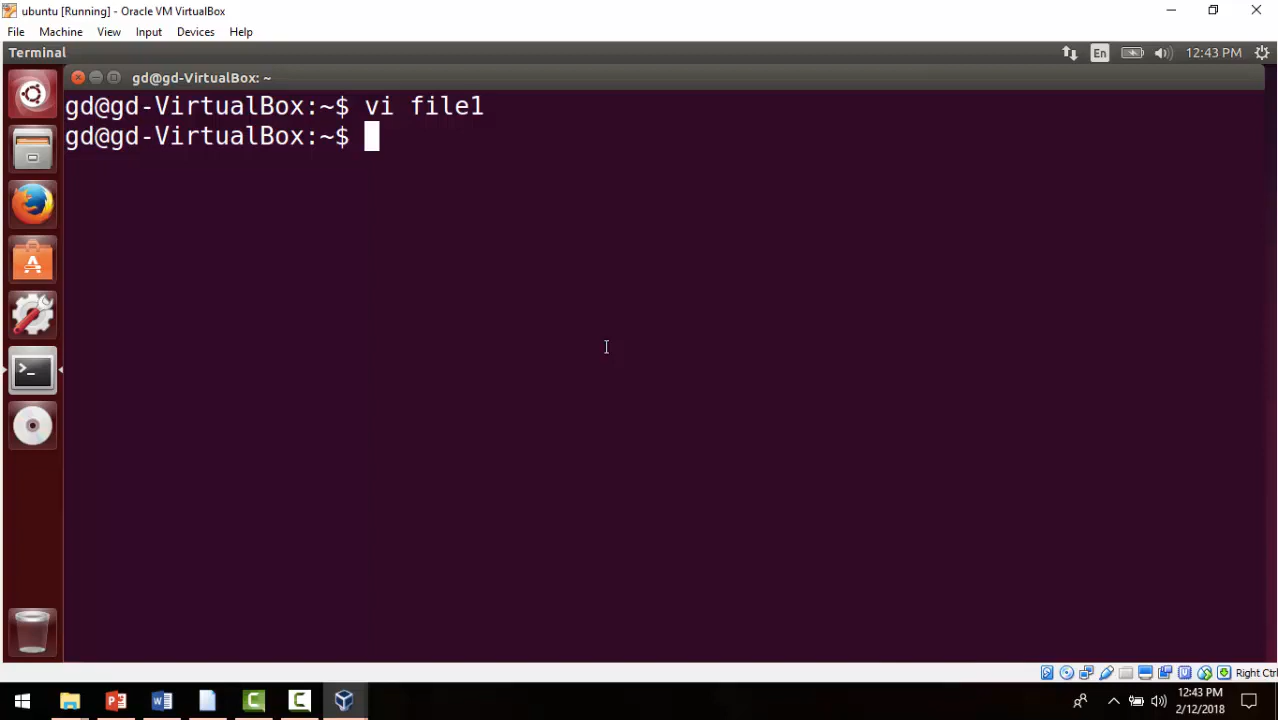 ubuntu [Running] - Oracle VM VirtualBox
File Machine View Input Devices Help
Terminal En 12:43 PM
gd@gd-VirtualBox: ~
gd@gd-VirtualBox:~$ vi file1
gd@gd-VirtualBox:~$
Right Ctrl
12:43 PM
2/12/2018